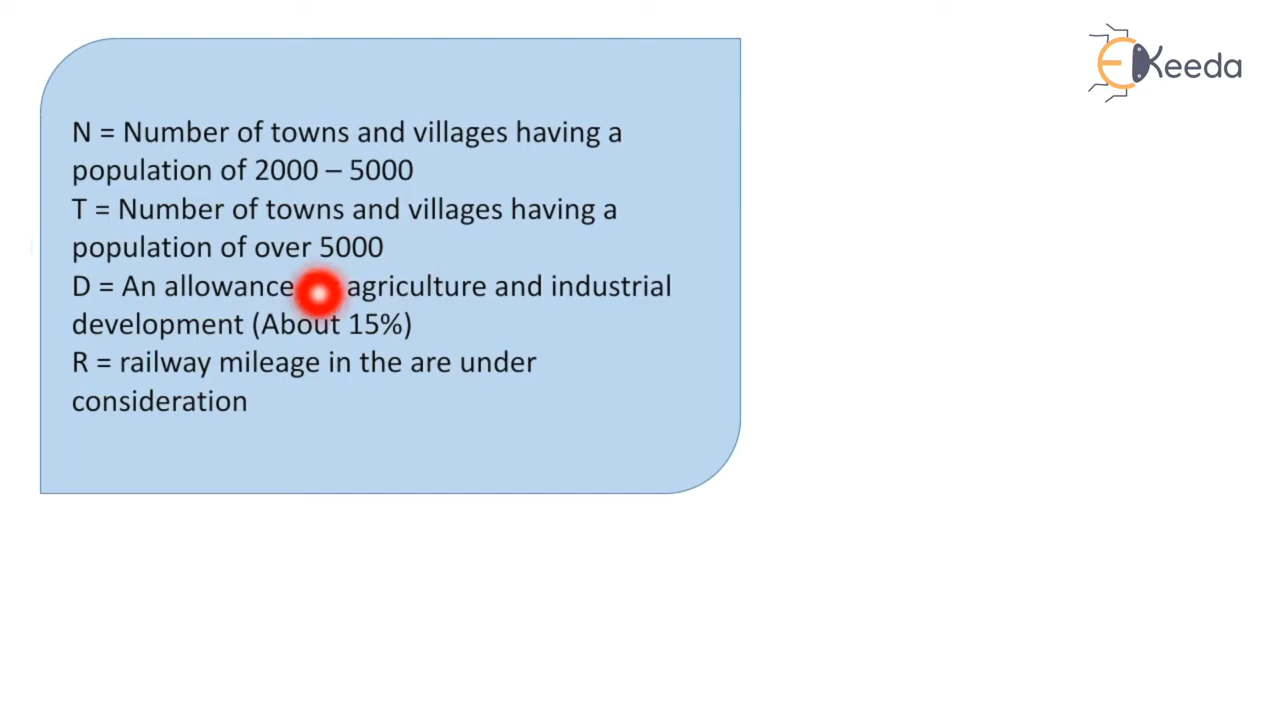 EKeeda
N = Number of towns and villages having a
population of 2000 – 5000
T = Number of towns and villages having a
population of over 5000
D = An allowance agriculture and industrial
development (About 15%)
R = railway mileage in the are under
consideration